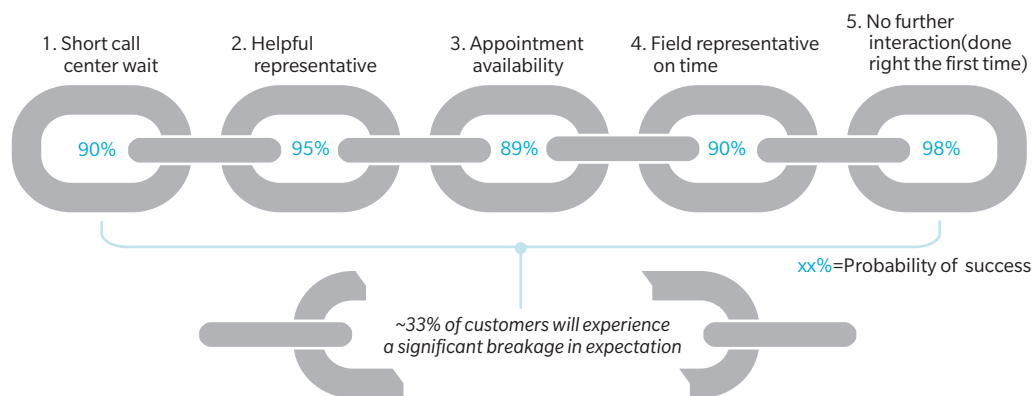 1. Short call
center wait
2. Helpful
representative
3. Appointment
availability
4. Field representative
on time
5. No further
interaction(done
right the first time)
90%
95%
89%
90%
98%
xx%=Probability of success
~33% of customers will experience
a significant breakage in expectation